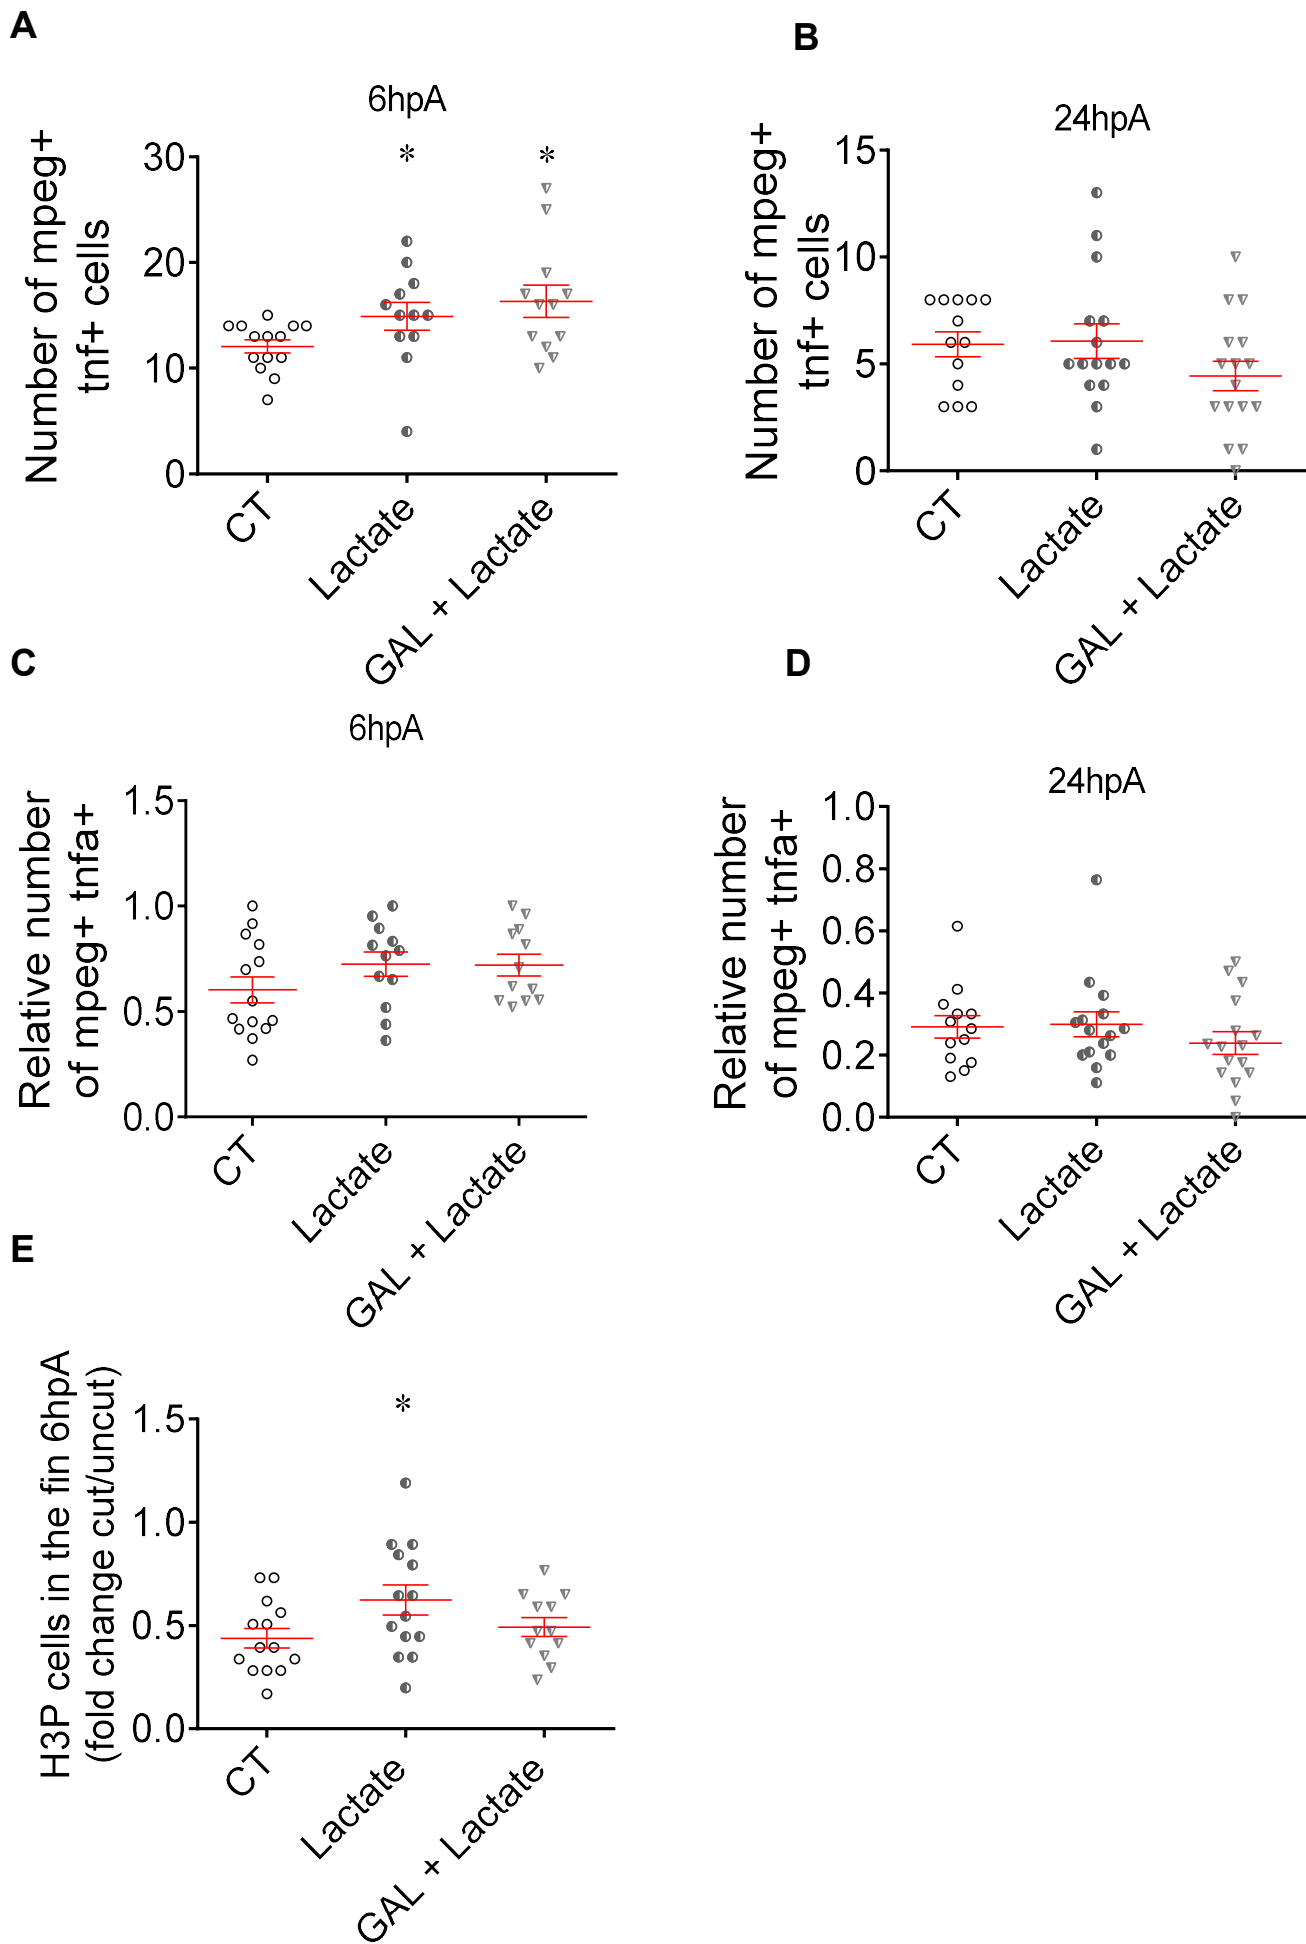 A
6hpA
Number of mpeg+
tnf+ cells
30
20
10
0
*
*
CT
Lactate
GAL + Lactate
B
24hpA
Number of mpeg+
tnf+ cells
15
10
5
0
CT
Lactate
GAL + Lactate
C
6hpA
Relative number
of mpeg+ tnfa+
1.5
1.0
0.5
0.0
CT
Lactate
GAL + Lactate
D
24hpA
Relative number
of mpeg+ tnfa+
1.0
0.8
0.6
0.4
0.2
0.0
CT
Lactate
GAL + Lactate
E
H3P cells in the fin 6hpA
(fold change cut/uncut)
1.5
1.0
0.5
0.0
*
CT
Lactate
GAL + Lactate